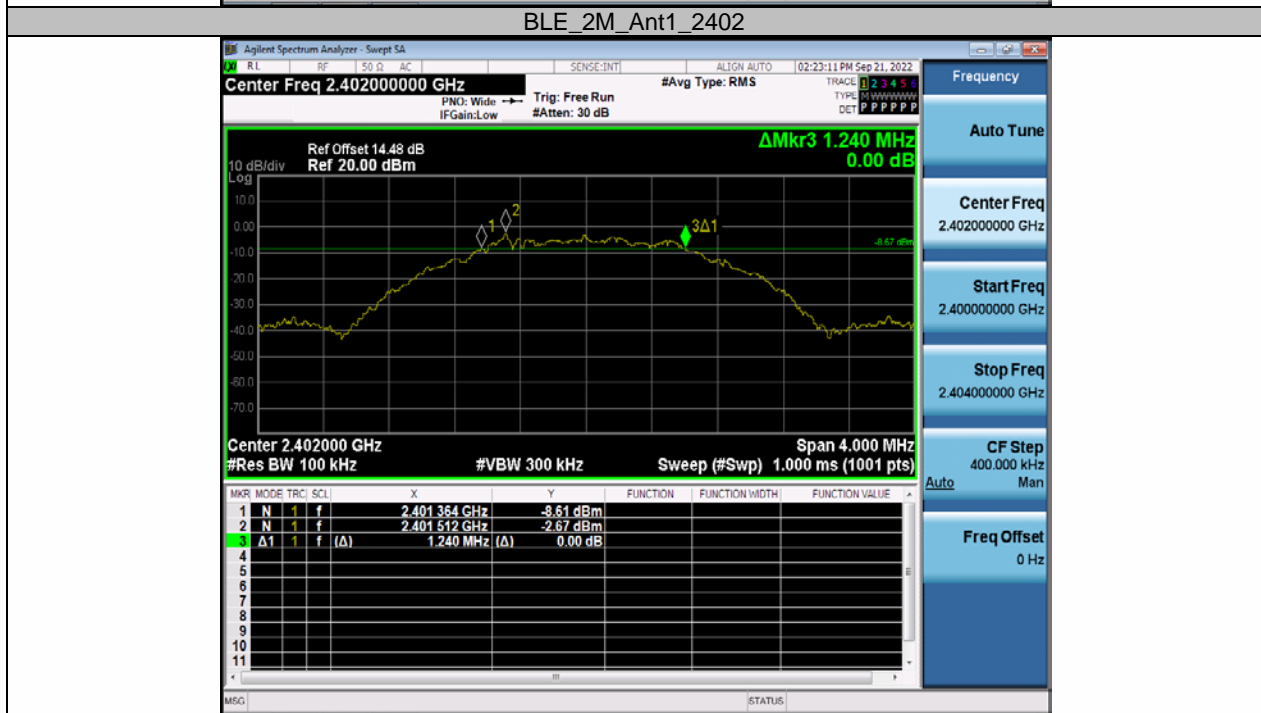 BLE_2M_Ant1_2402
Agilent Spectrum Analyzer - Swept SA
RL RF 50 Ω AC SENSE:INT ALIGN AUTO 02:23:11 PM Sep 21, 2022
Center Freq 2.402000000 GHz
PNO: Wide
IFGain:Low
Trig: Free Run
#Atten: 30 dB
#Avg Type: RMS
TRACE 1 2 3 4 5 6
TYPE M WWWWW
DET P P P P P P
Frequency
Auto Tune
Center Freq
2.402000000 GHz
Start Freq
2.400000000 GHz
Stop Freq
2.404000000 GHz
CF Step
400.000 kHz
Auto Man
Freq Offset
0 Hz
ΔMkr3 1.240 MHz
0.00 dB
Ref Offset 14.48 dB
10 dB/div Ref 20.00 dBm
Log
10.0
0.00
-10.0
-20.0
-30.0
-40.0
-50.0
-60.0
-70.0
1
2
3Δ1
-8.67 dBm
Center 2.402000 GHz Span 4.000 MHz
#Res BW 100 kHz #VBW 300 kHz Sweep (#Swp) 1.000 ms (1001 pts)
MKR MODE TRC SCL X Y FUNCTION FUNCTION WIDTH FUNCTION VALUE
1 N 1 f 2.401 364 GHz -8.61 dBm
2 N 1 f 2.401 512 GHz -2.67 dBm
3 Δ1 1 f (Δ) 1.240 MHz (Δ) 0.00 dB
4
5
6
7
8
9
10
11
MSG STATUS